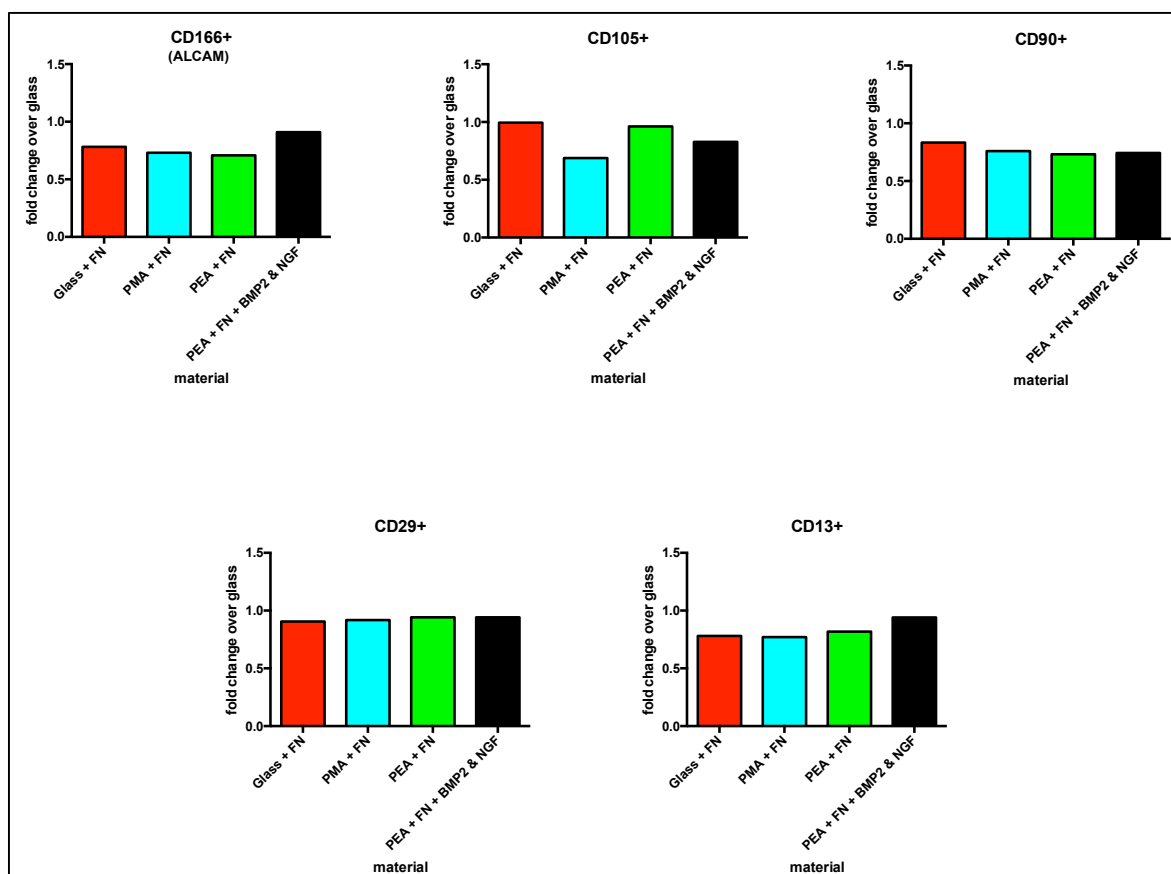 CD166+
(ALCAM)
fold change over glass
1.5
1.0
0.5
0.0
Glass + FN
PMA + FN
PEA + FN
PEA + FN + BMP2 & NGF
material
CD105+
fold change over glass
1.5
1.0
0.5
0.0
Glass + FN
PMA + FN
PEA + FN
PEA + FN + BMP2 & NGF
material
CD90+
fold change over glass
1.5
1.0
0.5
0.0
Glass + FN
PMA + FN
PEA + FN
PEA + FN + BMP2 & NGF
material
CD29+
fold change over glass
1.5
1.0
0.5
0.0
Glass + FN
PMA + FN
PEA + FN
PEA + FN + BMP2 & NGF
material
CD13+
fold change over glass
1.5
1.0
0.5
0.0
Glass + FN
PMA + FN
PEA + FN
PEA + FN + BMP2 & NGF
material